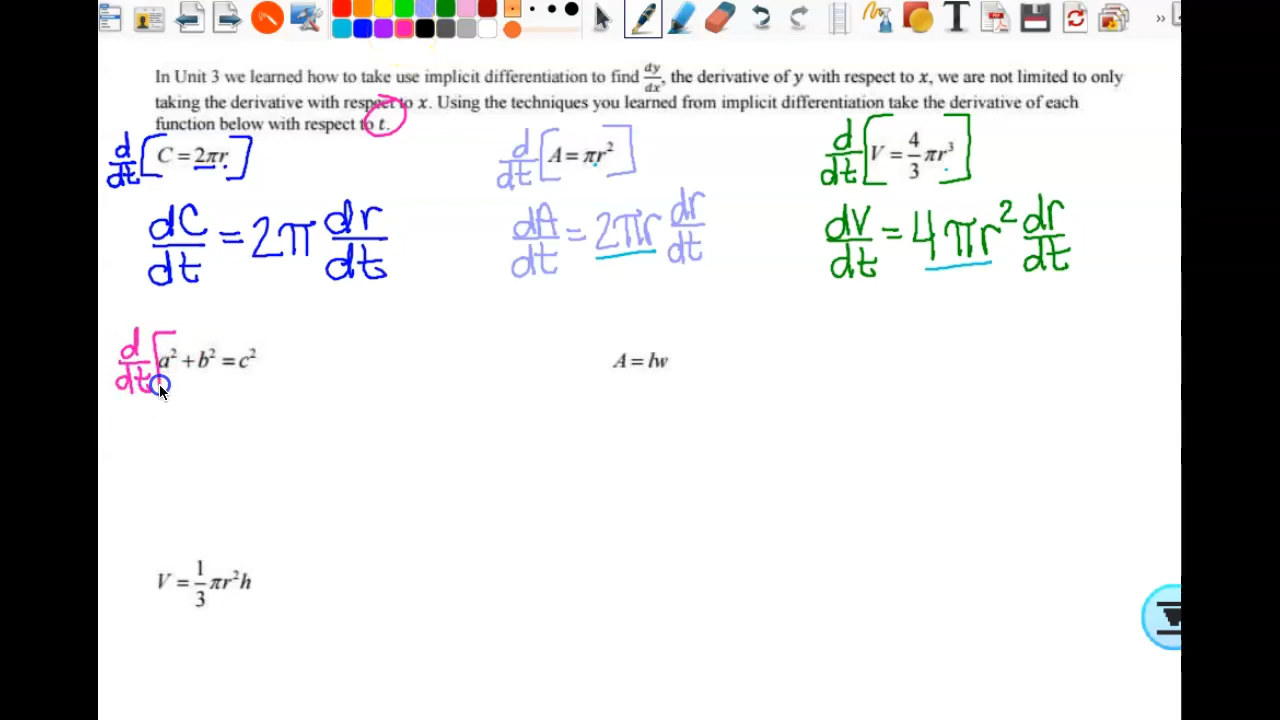 In Unit 3 we learned how to take use implicit differentiation to find dy/dx, the derivative of y with respect to x, we are not limited to only
taking the derivative with respect to x. Using the techniques you learned from implicit differentiation take the derivative of each
function below with respect to t.
d/dt [C = 2πr]
d/dt [A = πr²]
d/dt [V = 4/3 πr³]
dC/dt = 2π dr/dt
dA/dt = 2πr dr/dt
dV/dt = 4πr² dr/dt
d/dt [a² + b² = c²
A = lw
V = 1/3 πr²h